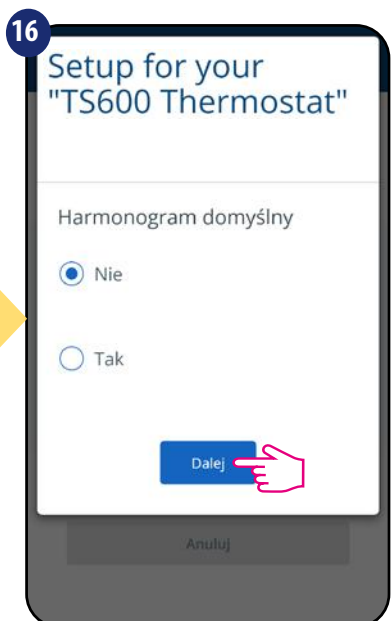 16
Setup for your
"TS600 Thermostat"
Harmonogram domyślny
Nie
Tak
Dalej
Anuluj